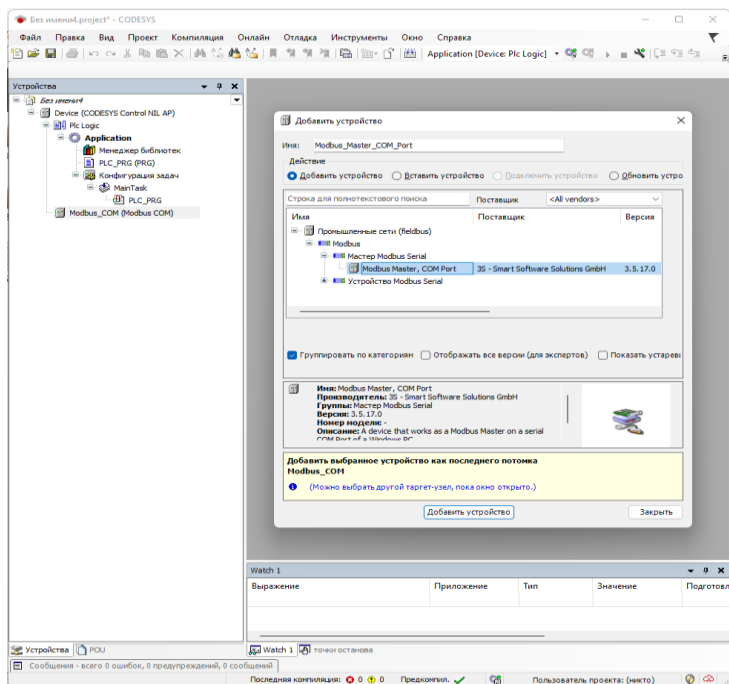 Без имени4.project* - CODESYS
Файл Правка Вид Проект Компиляция Онлайн Отладка Инструменты Окно Справка
Application [Device: Plc Logic]
Устройства
Без имени4
Device (CODESYS Control NIL AP)
Plc Logic
Application
Менеджер библиотек
PLC_PRG (PRG)
Конфигурация задач
MainTask
PLC_PRG
Modbus_COM (Modbus COM)
Добавить устройство
Имя: Modbus_Master_COM_Port
Действие
Добавить устройство Вставить устройство Подключить устройство Обновить устро
Строка для полнотекстового поиска Поставщик <All vendors>
Имя Поставщик Версия
Промышленные сети (fieldbus)
Modbus
Мастер Modbus Serial
Modbus Master, COM Port 3S - Smart Software Solutions GmbH 3.5.17.0
Устройство Modbus Serial
Группировать по категориям Отображать все версии (для экспертов) Показать устарев
Имя: Modbus Master, COM Port
Производитель: 3S - Smart Software Solutions GmbH
Группы: Мастер Modbus Serial
Версия: 3.5.17.0
Номер модели: -
Описание: A device that works as a Modbus Master on a serial
COM Port of a Windows PC
Добавить выбранное устройство как последнего потомка
Modbus_COM
(Можно выбрать другой таргет-узел, пока окно открыто.)
Добавить устройство Закрыть
Watch 1
Выражение Приложение Тип Значение Подготовл
Устройства POU
Watch 1 точки останова
Сообщения - всего 0 ошибок, 0 предупреждений, 0 сообщений
Последняя компиляция: 0 0 Предкомпил. Пользователь проекта: (никто)